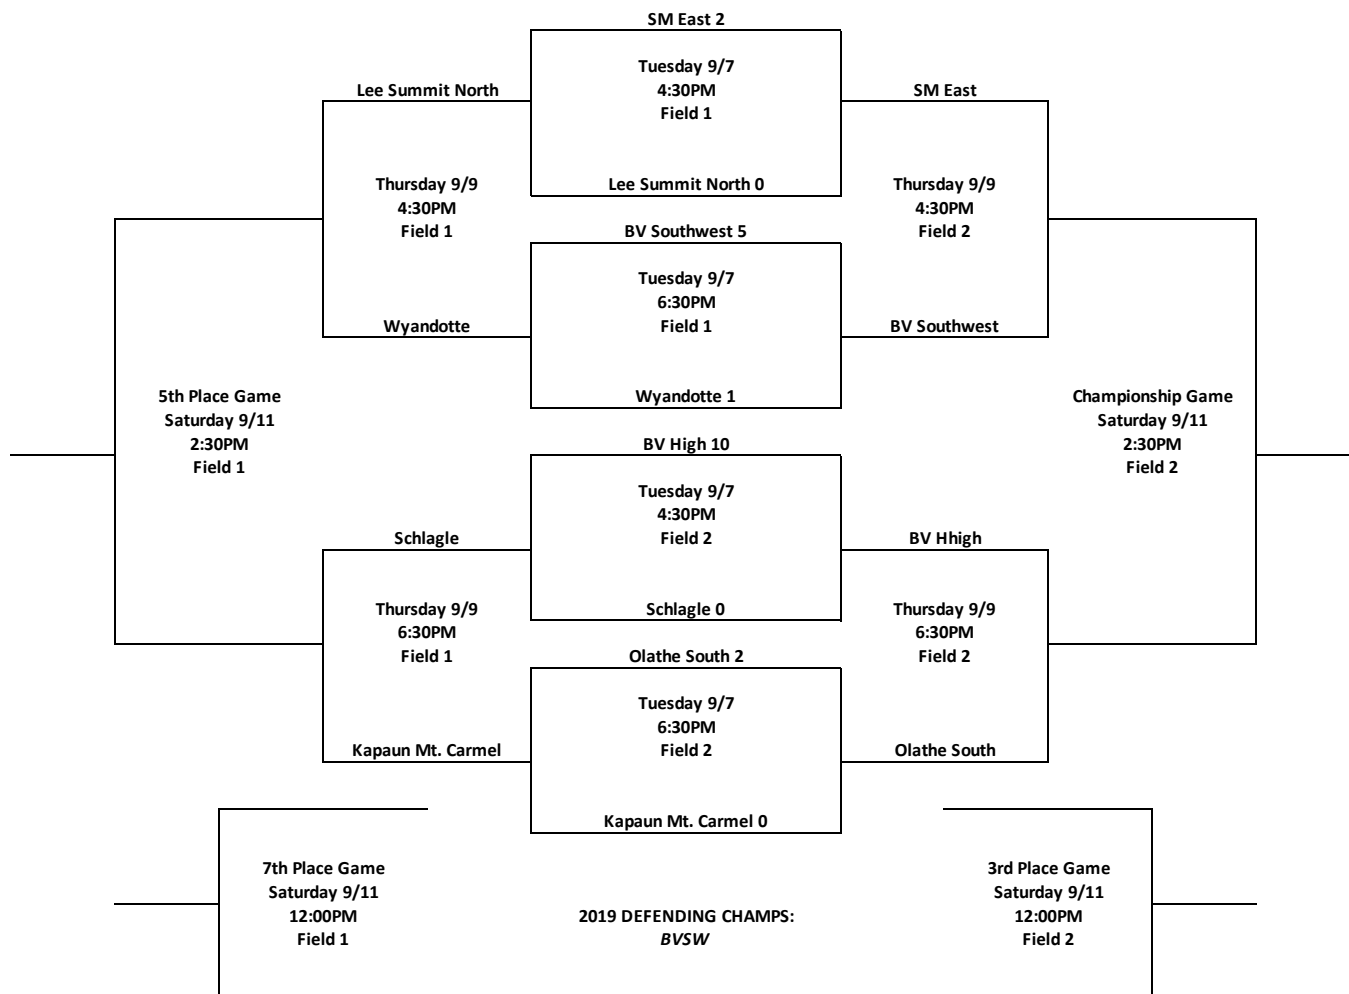 SM East 2
Tuesday 9/7
4:30PM
Field 1
Lee Summit North
SM East
Thursday 9/9
4:30PM
Field 1
Lee Summit North 0
Thursday 9/9
4:30PM
Field 2
BV Southwest 5
Tuesday 9/7
6:30PM
Field 1
Wyandotte
BV Southwest
Wyandotte 1
5th Place Game
Saturday 9/11
2:30PM
Field 1
Championship Game
Saturday 9/11
2:30PM
Field 2
BV High 10
Tuesday 9/7
4:30PM
Field 2
Schlagle
BV Hhigh
Thursday 9/9
6:30PM
Field 1
Schlagle 0
Thursday 9/9
6:30PM
Field 2
Olathe South 2
Tuesday 9/7
6:30PM
Field 2
Kapaun Mt. Carmel
Olathe South
Kapaun Mt. Carmel 0
7th Place Game
Saturday 9/11
12:00PM
Field 1
2019 DEFENDING CHAMPS:
BVSW
3rd Place Game
Saturday 9/11
12:00PM
Field 2